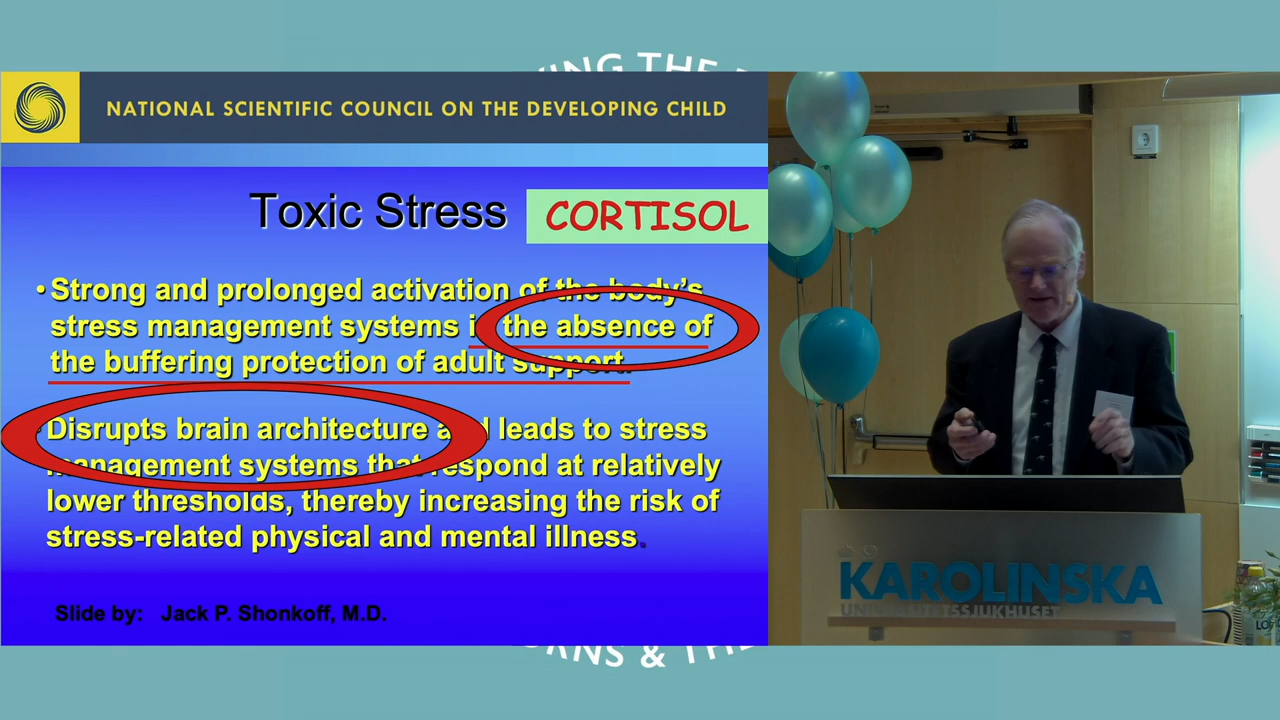 NATIONAL SCIENTIFIC COUNCIL ON THE DEVELOPING CHILD
Toxic Stress
CORTISOL
• Strong and prolonged activation of the body's
stress management systems the absence of
the buffering protection of adult support.
Disrupts brain architecture leads to stress
management systems that respond at relatively
lower thresholds, thereby increasing the risk of
stress-related physical and mental illness.
Slide by: Jack P. Shonkoff, M.D.
KAROLINSKA
UNIVERSITETSSJUKHUSET
THE
& THE